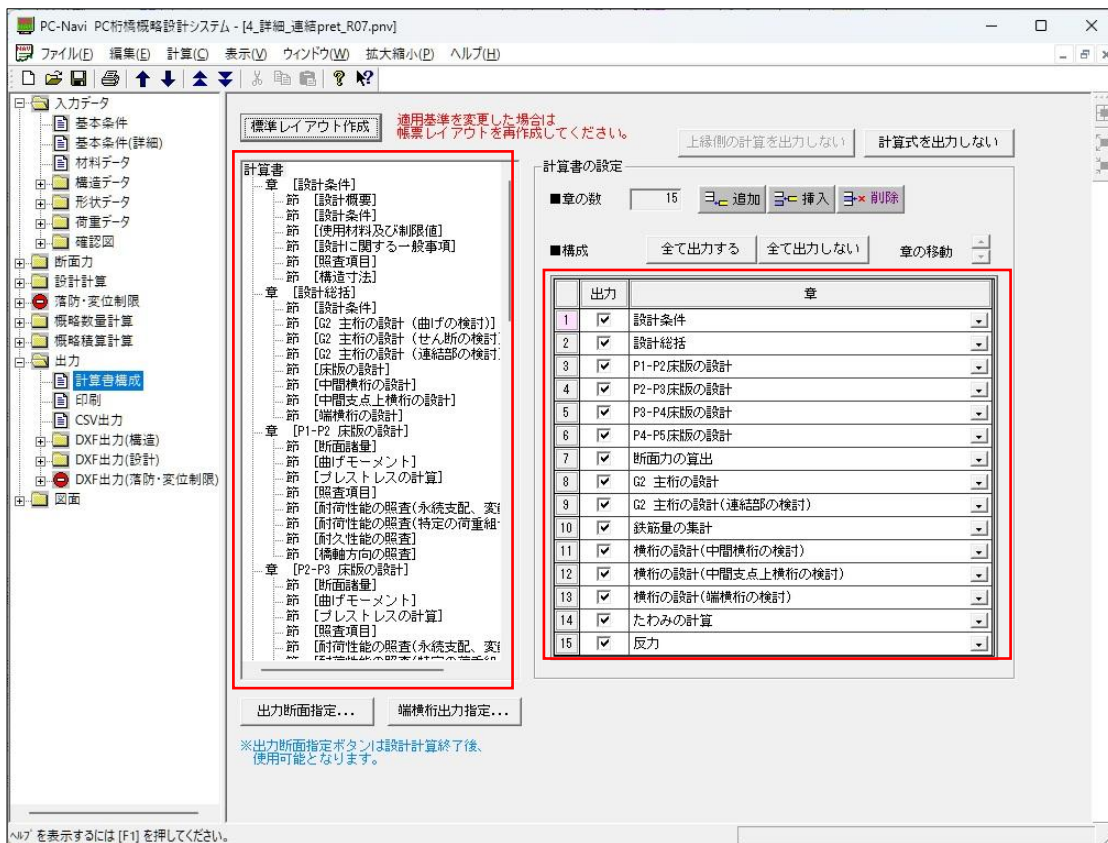 PC-Navi PC桁橋概略設計システム - [4_詳細_連結pret_R07.pnv]
ファイル(F) 編集(E) 計算(C) 表示(V) ウィンドウ(W) 拡大縮小(P) ヘルプ(H)
入力データ
基本条件
基本条件(詳細)
材料データ
構造データ
形状データ
荷重データ
確認図
断面力
設計計算
落防・変位制限
概略数量計算
概略積算計算
出力
計算書構成
印刷
CSV出力
DXF出力(構造)
DXF出力(設計)
DXF出力(落防・変位制限)
図面
標準レイアウト作成
適用基準を変更した場合は
帳票レイアウトを再作成してください。
上縁側の計算を出力しない
計算式を出力しない
計算書
章 [設計条件]
節 [設計概要]
節 [設計条件]
節 [使用材料及び制限値]
節 [設計に関する一般事項]
節 [照査項目]
節 [構造寸法]
章 [設計総括]
節 [設計条件]
節 [G2 主桁の設計 (曲げの検討)]
節 [G2 主桁の設計 (せん断の検討
節 [G2 主桁の設計 (連結部の検討
節 [床版の設計]
節 [中間横桁の設計]
節 [中間支点上横桁の設計]
節 [端横桁の設計]
章 [P1-P2 床版の設計]
節 [断面諸量]
節 [曲げモーメント]
節 [プレストレスの計算]
節 [照査項目]
節 [耐荷性能の照査(永続支配、変
節 [耐荷性能の照査(特定の荷重組
節 [耐久性能の照査]
節 [橋軸方向の照査]
章 [P2-P3 床版の設計]
節 [断面諸量]
節 [曲げモーメント]
節 [プレストレスの計算]
節 [照査項目]
節 [耐荷性能の照査(永続支配、変
計算書の設定
■章の数 15 追加 挿入 削除
■構成 全て出力する 全て出力しない 章の移動
出力 章
1 設計条件
2 設計総括
3 P1-P2床版の設計
4 P2-P3床版の設計
5 P3-P4床版の設計
6 P4-P5床版の設計
7 断面力の算出
8 G2 主桁の設計
9 G2 主桁の設計(連結部の検討)
10 鉄筋量の集計
11 横桁の設計(中間横桁の検討)
12 横桁の設計(中間支点上横桁の検討)
13 横桁の設計(端横桁の検討)
14 たわみの計算
15 反力
出力断面指定... 端横桁出力指定...
※出力断面指定ボタンは設計計算終了後、
使用可能となります。
ヘルプを表示するには [F1] を押してください。